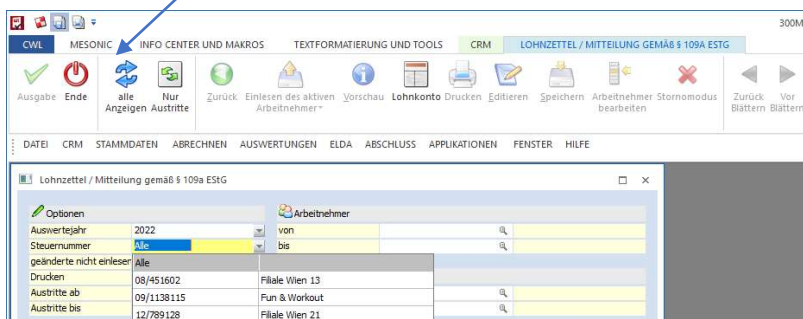 300M
CWL MESONIC INFO CENTER UND MAKROS TEXTFORMATIERUNG UND TOOLS CRM LOHNZETTEL / MITTEILUNG GEMÄß § 109A ESTG
Ausgabe Ende alle Anzeigen Nur Austritte Zurück Einlesen des aktiven Arbeitnehmer Vorschau Lohnkonto Drucken Editieren Speichern Arbeitnehmer bearbeiten Stornomodus Zurück Blättern Vor Blättern
DATEI CRM STAMMDATEN ABRECHNEN AUSWERTUNGEN ELDA ABSCHLUSS APPLIKATIONEN FENSTER HILFE
Lohnzettel / Mitteilung gemäß § 109a EStG
Optionen Arbeitnehmer
Auswertejahr 2022 von
Steuernummer Alle bis
geänderte nicht einlesen Alle
Drucken 08/451602 Filiale Wien 13
Austritte ab 09/1138115 Fun & Workout
Austritte bis 12/789128 Filiale Wien 21